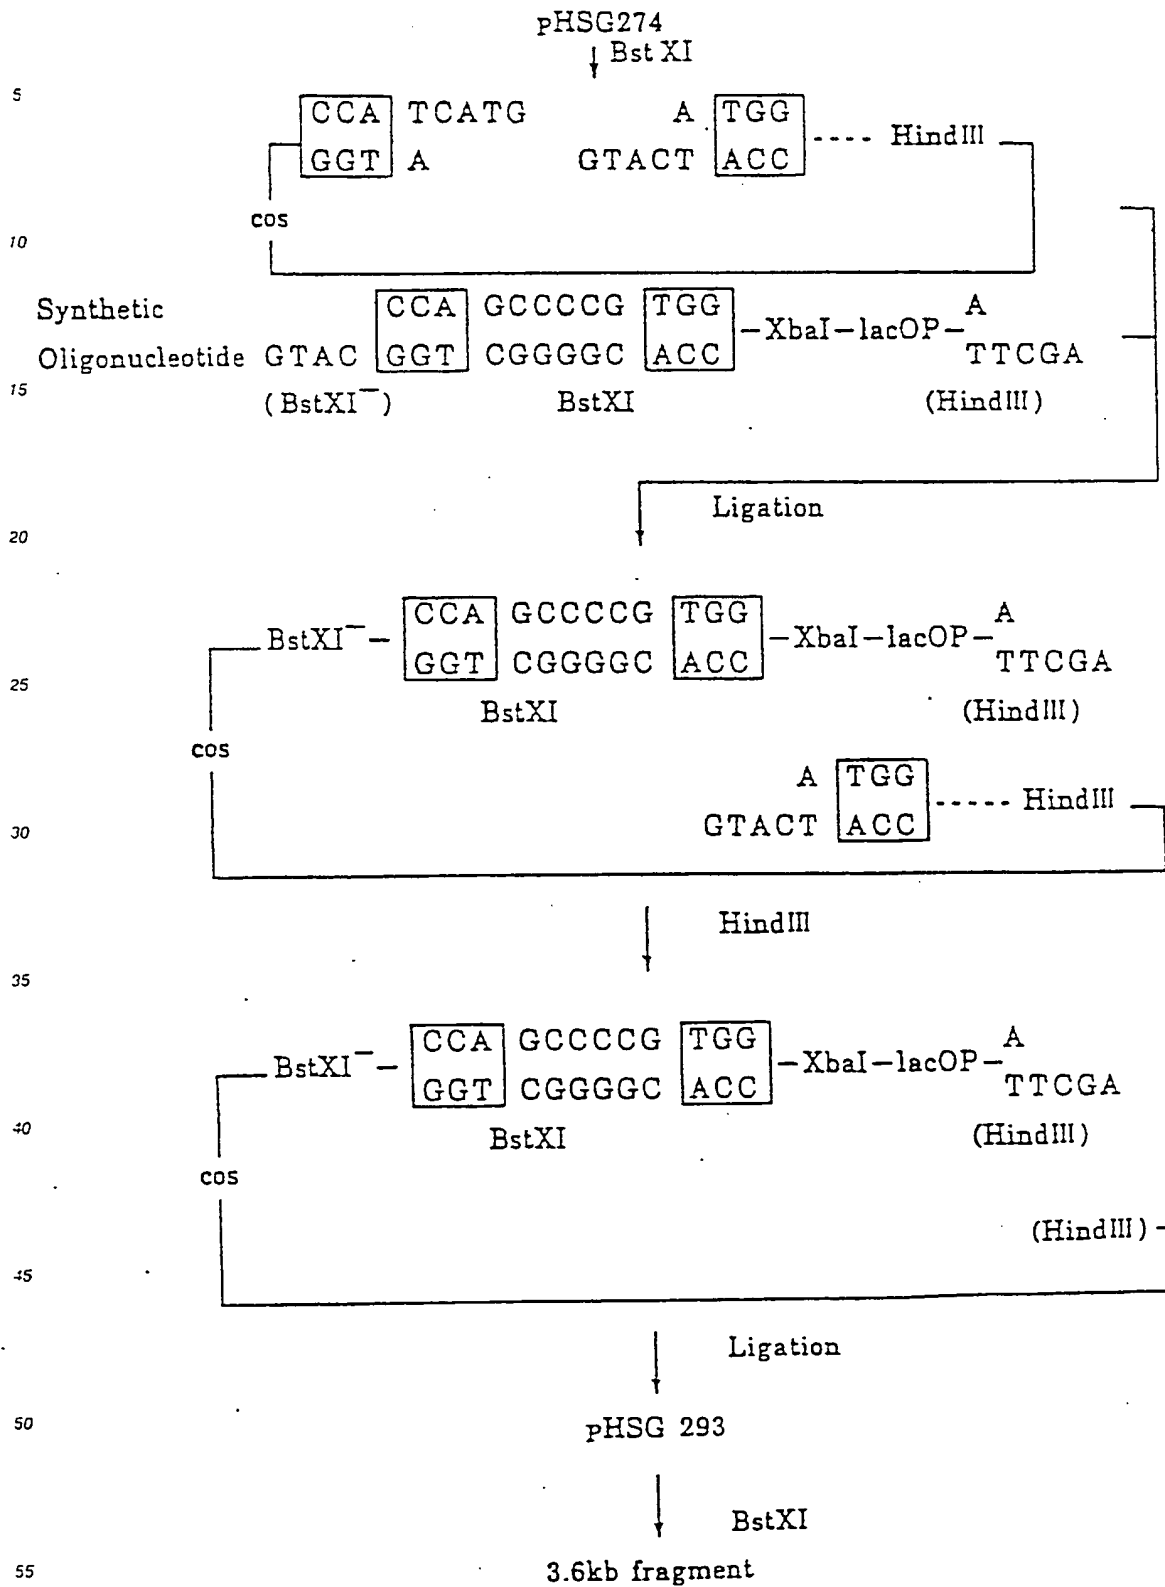 pHSG274
Bst XI
5
CCA TCATG A TGG
GGT A GTACT ACC ---- HindIII
cos
10
Synthetic CCA GCCCCG TGG -XbaI-lacOP- A
Oligonucleotide GTAC GGT CGGGGC ACC TTCGA
15
(BstXI⁻) BstXI (HindIII)
Ligation
20
BstXI⁻- CCA GCCCCG TGG -XbaI-lacOP- A
GGT CGGGGC ACC TTCGA
25
BstXI (HindIII)
cos
A TGG ----- HindIII
30
GTACT ACC
HindIII
35
BstXI⁻- CCA GCCCCG TGG -XbaI-lacOP- A
GGT CGGGGC ACC TTCGA
40
BstXI (HindIII)
cos
(HindIII)-
45
Ligation
50
pHSG 293
BstXI
55
3.6kb fragment